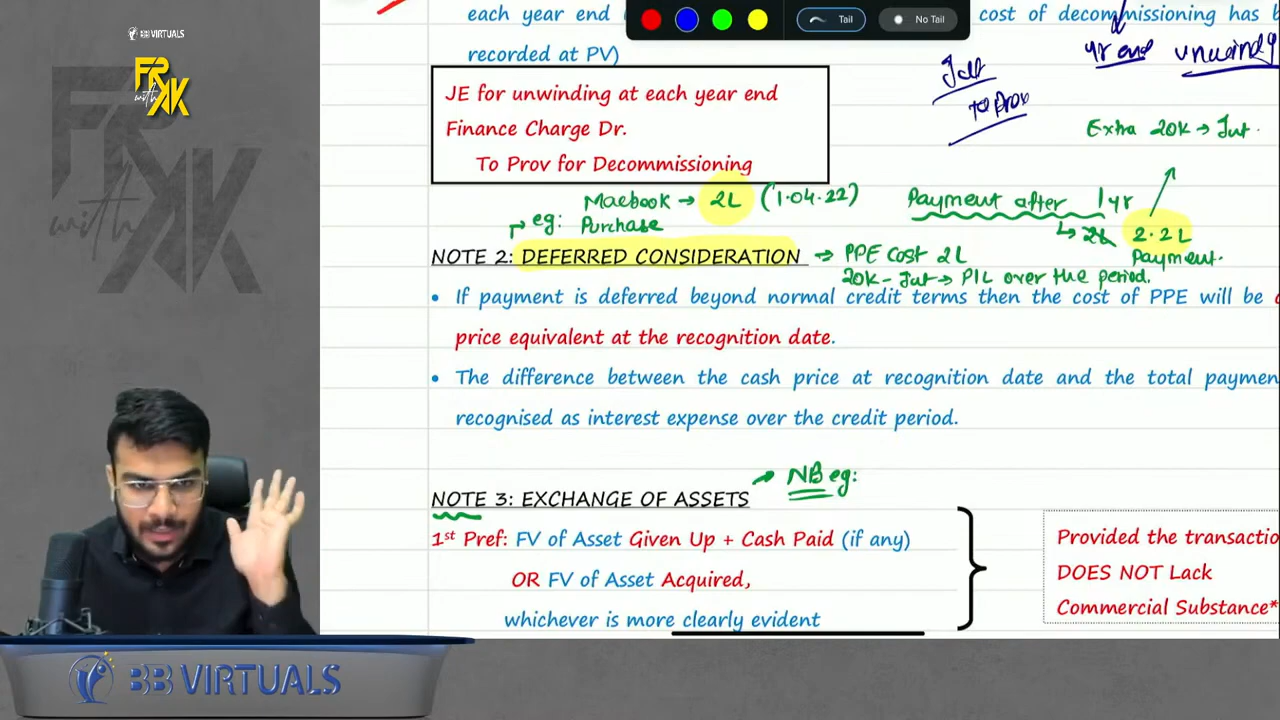 BB VIRTUALS
FR
with
AK
each year end
cost of decommissioning has
Tail
No Tail
recorded at PV)
yr end unwinding
Int
to Prov
JE for unwinding at each year end
Finance Charge Dr.
To Prov for Decommissioning
Extra 20K → Int.
Macbook → 2L (1.04.22)
Payment after 1yr
eg: Purchase
↳ 2L 2.2L
Payment.
NOTE 2: DEFERRED CONSIDERATION → PPE Cost 2L
20K - Int → P/L over the period.
• If payment is deferred beyond normal credit terms then the cost of PPE will be
price equivalent at the recognition date.
• The difference between the cash price at recognition date and the total paymen
recognised as interest expense over the credit period.
→ NB eg:
NOTE 3: EXCHANGE OF ASSETS
1st Pref: FV of Asset Given Up + Cash Paid (if any)
OR FV of Asset Acquired,
whichever is more clearly evident
Provided the transactio
DOES NOT Lack
Commercial Substance*
BB VIRTUALS